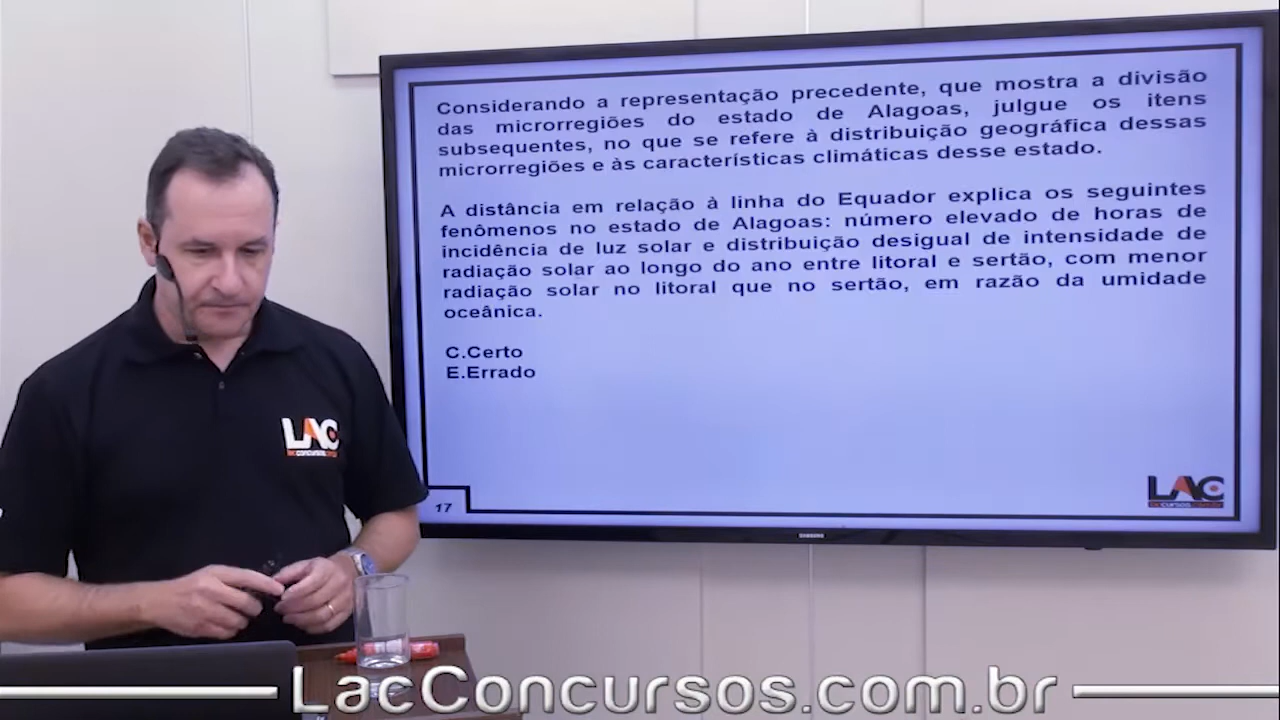 Considerando a representação precedente, que mostra a divisão
das microrregiões do estado de Alagoas, julgue os itens
subsequentes, no que se refere à distribuição geográfica dessas
microrregiões e às características climáticas desse estado.
A distância em relação à linha do Equador explica os seguintes
fenômenos no estado de Alagoas: número elevado de horas de
incidência de luz solar e distribuição desigual de intensidade de
radiação solar ao longo do ano entre litoral e sertão, com menor
radiação solar no litoral que no sertão, em razão da umidade
oceânica.
C.Certo
E.Errado
17
LAC
SAMSUNG
LAC
LacConcursos.com.br